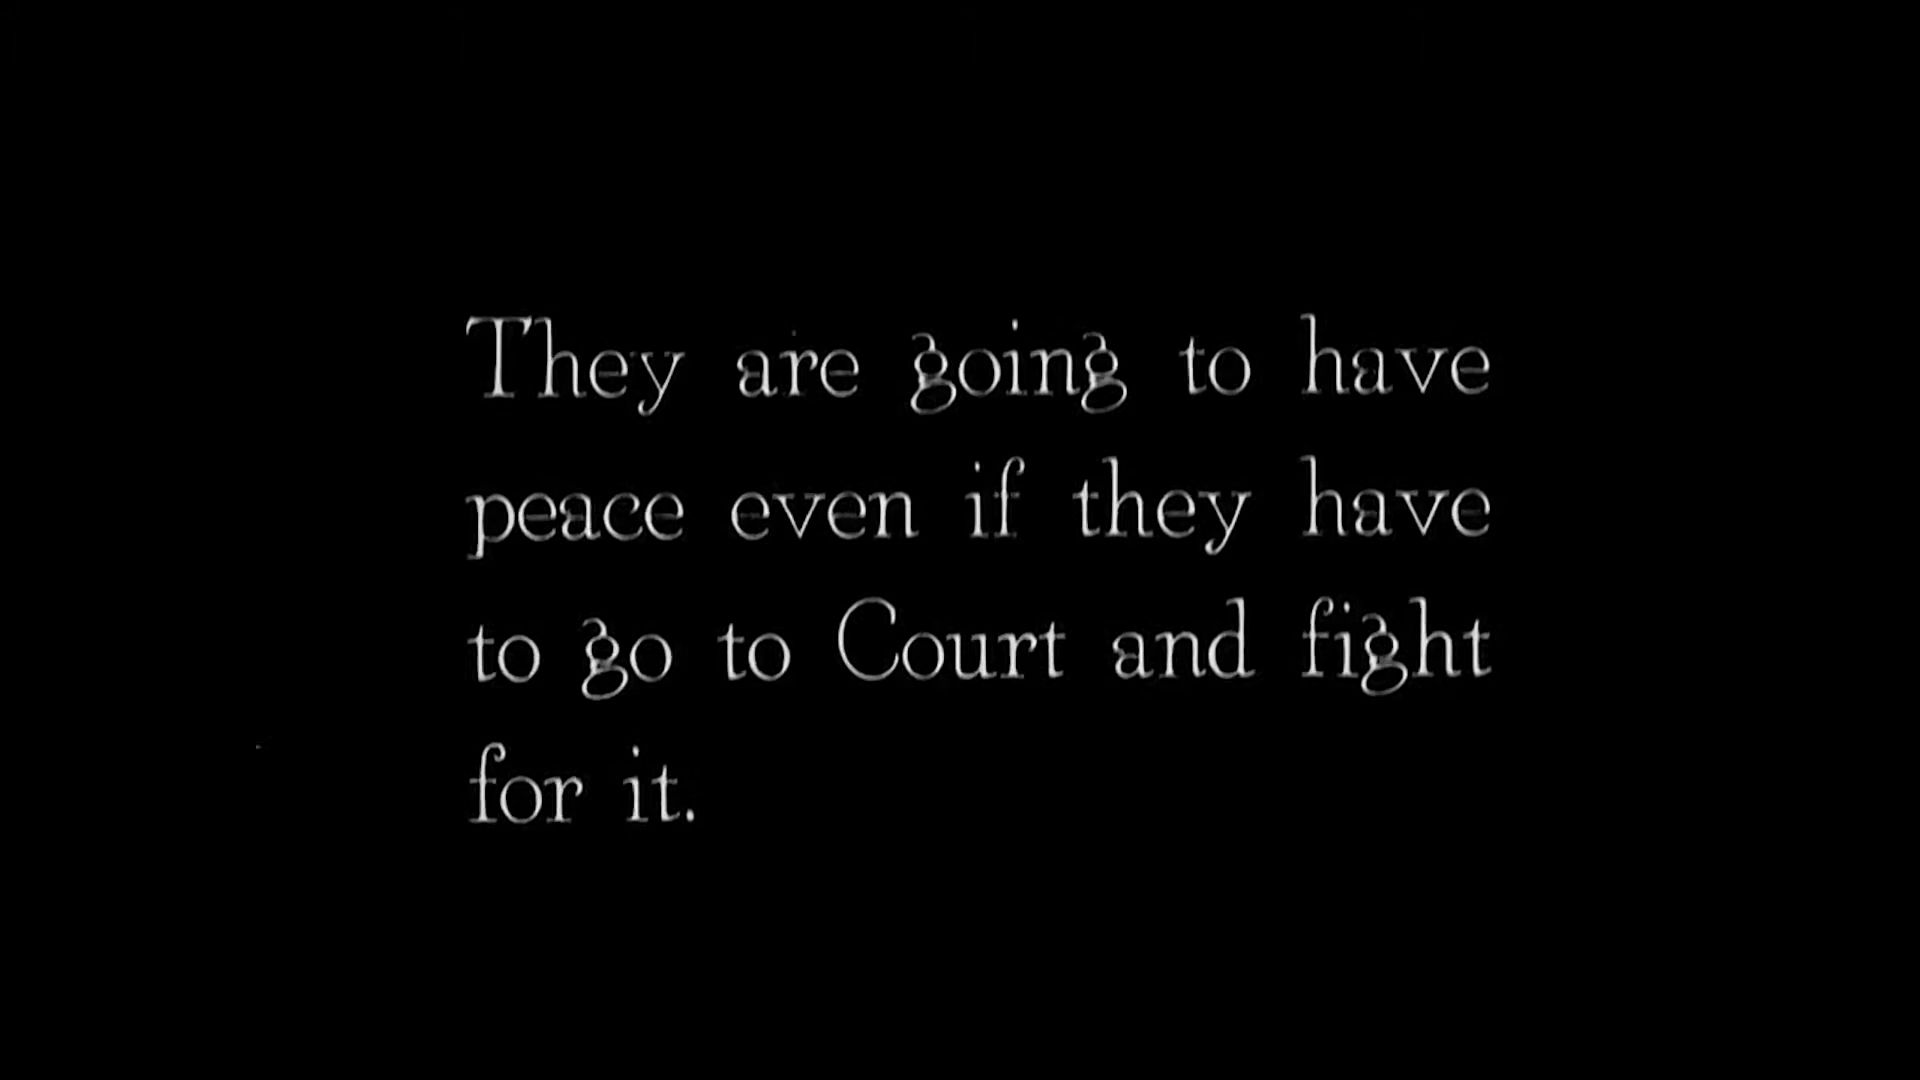 They are going to have
peace even if they have
to go to Court and fight
for it.